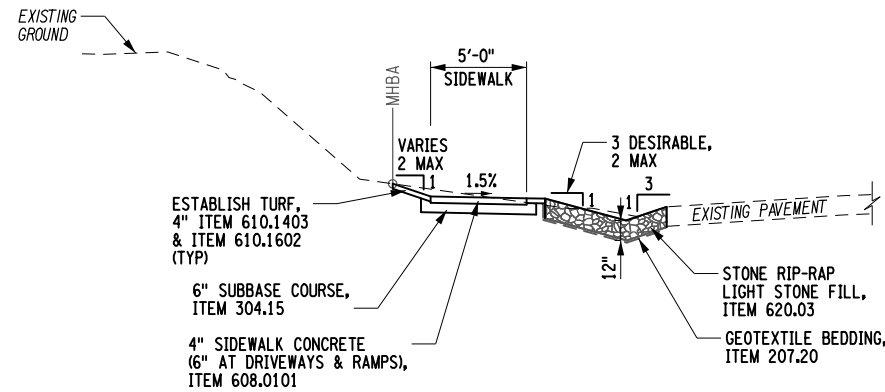 EXISTING
GROUND
5'-0"
SIDEWALK
MHBA
VARIES
2 MAX
1
1.5%
3 DESIRABLE,
2 MAX
1
1
3
EXISTING PAVEMENT
ESTABLISH TURF,
4" ITEM 610.1403
& ITEM 610.1602
(TYP)
12"
6" SUBBASE COURSE,
ITEM 304.15
4" SIDEWALK CONCRETE
(6" AT DRIVEWAYS & RAMPS),
ITEM 608.0101
STONE RIP-RAP
LIGHT STONE FILL,
ITEM 620.03
GEOTEXTILE BEDDING,
ITEM 207.20